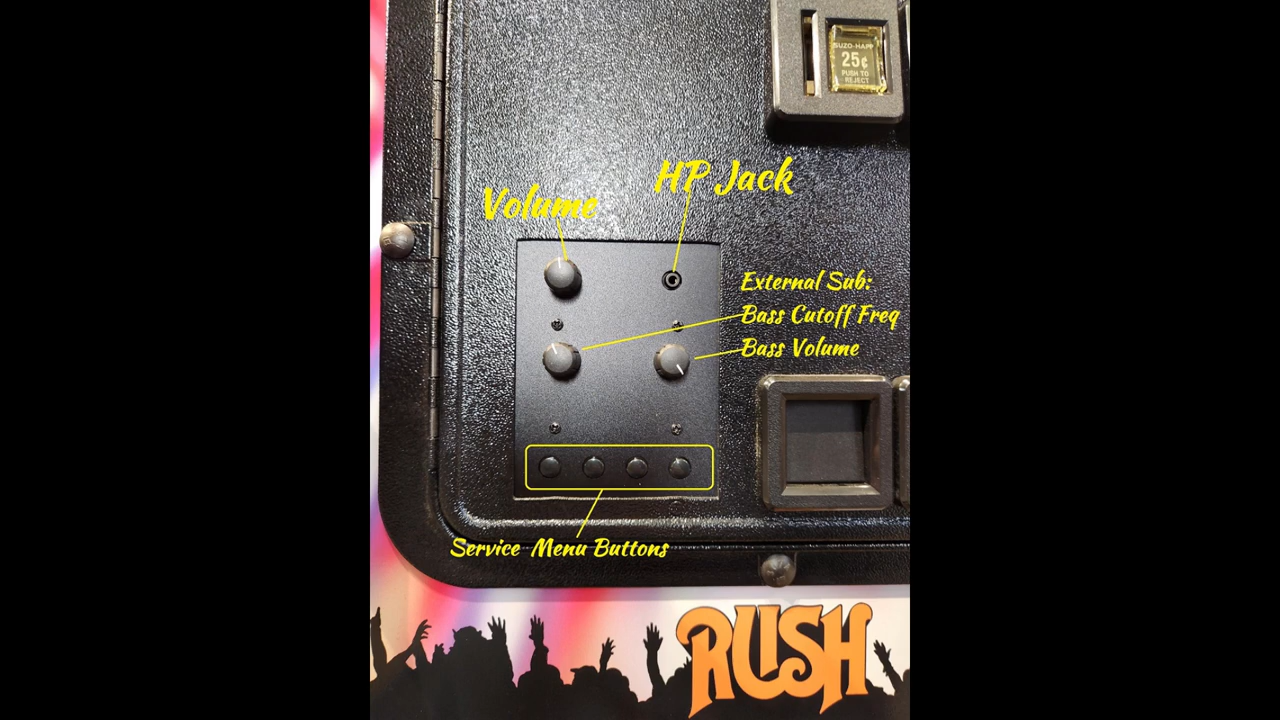 SUZO-HAPP
25¢
PUSH TO
REJECT
HP Jack
Volume
External Sub:
Bass Cutoff Freq
Bass Volume
Service Menu Buttons
RUSH